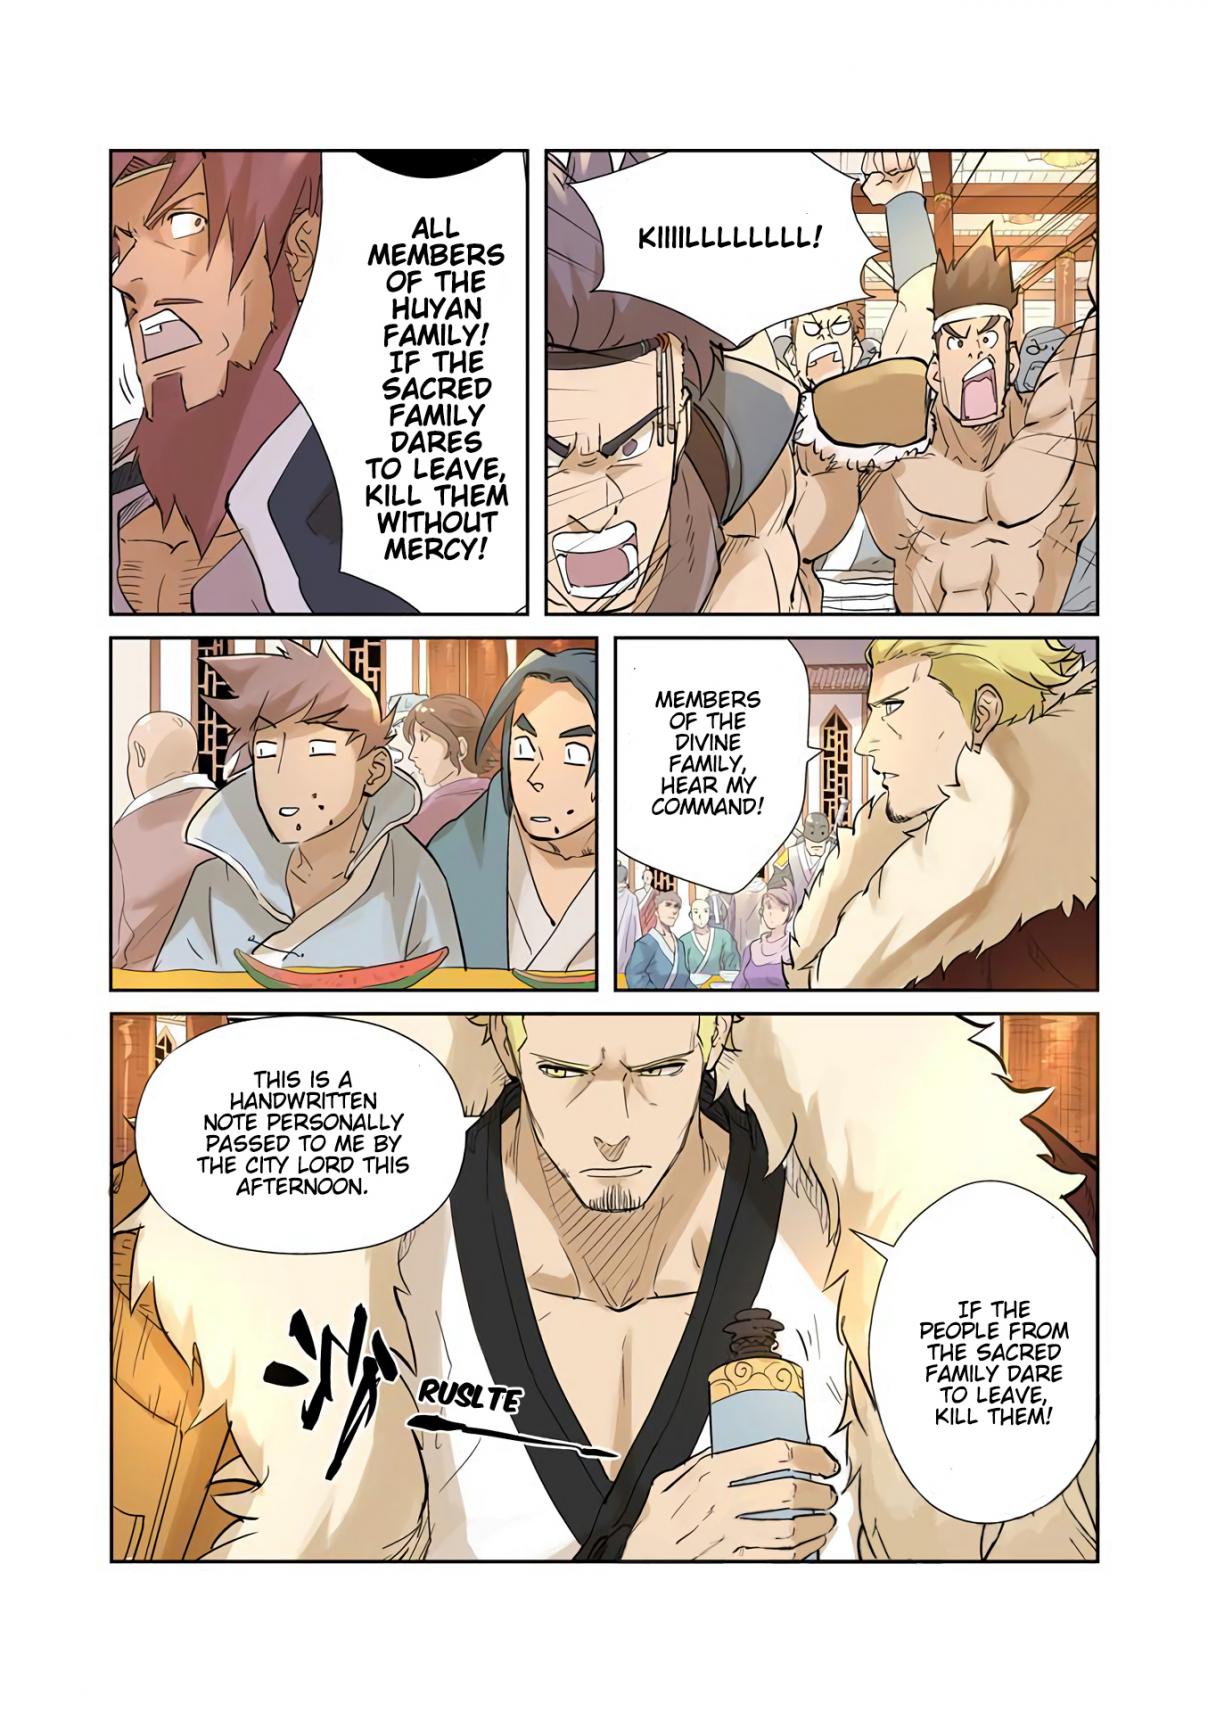 ALL
MEMBERS
OF THE
HUYAN
FAMILY!
IF THE
SACRED
FAMILY
DARES
TO LEAVE,
KILL THEM
WITHOUT
MERCY!
KIIIILLLLLLLL!
MEMBERS
OF THE
DIVINE
FAMILY,
HEAR MY
COMMAND!
THIS IS A
HANDWRITTEN
NOTE PERSONALLY
PASSED TO ME BY
THE CITY LORD THIS
AFTERNOON.
沙
RUSLTE
IF THE
PEOPLE FROM
THE SACRED
FAMILY DARE
TO LEAVE,
KILL THEM!